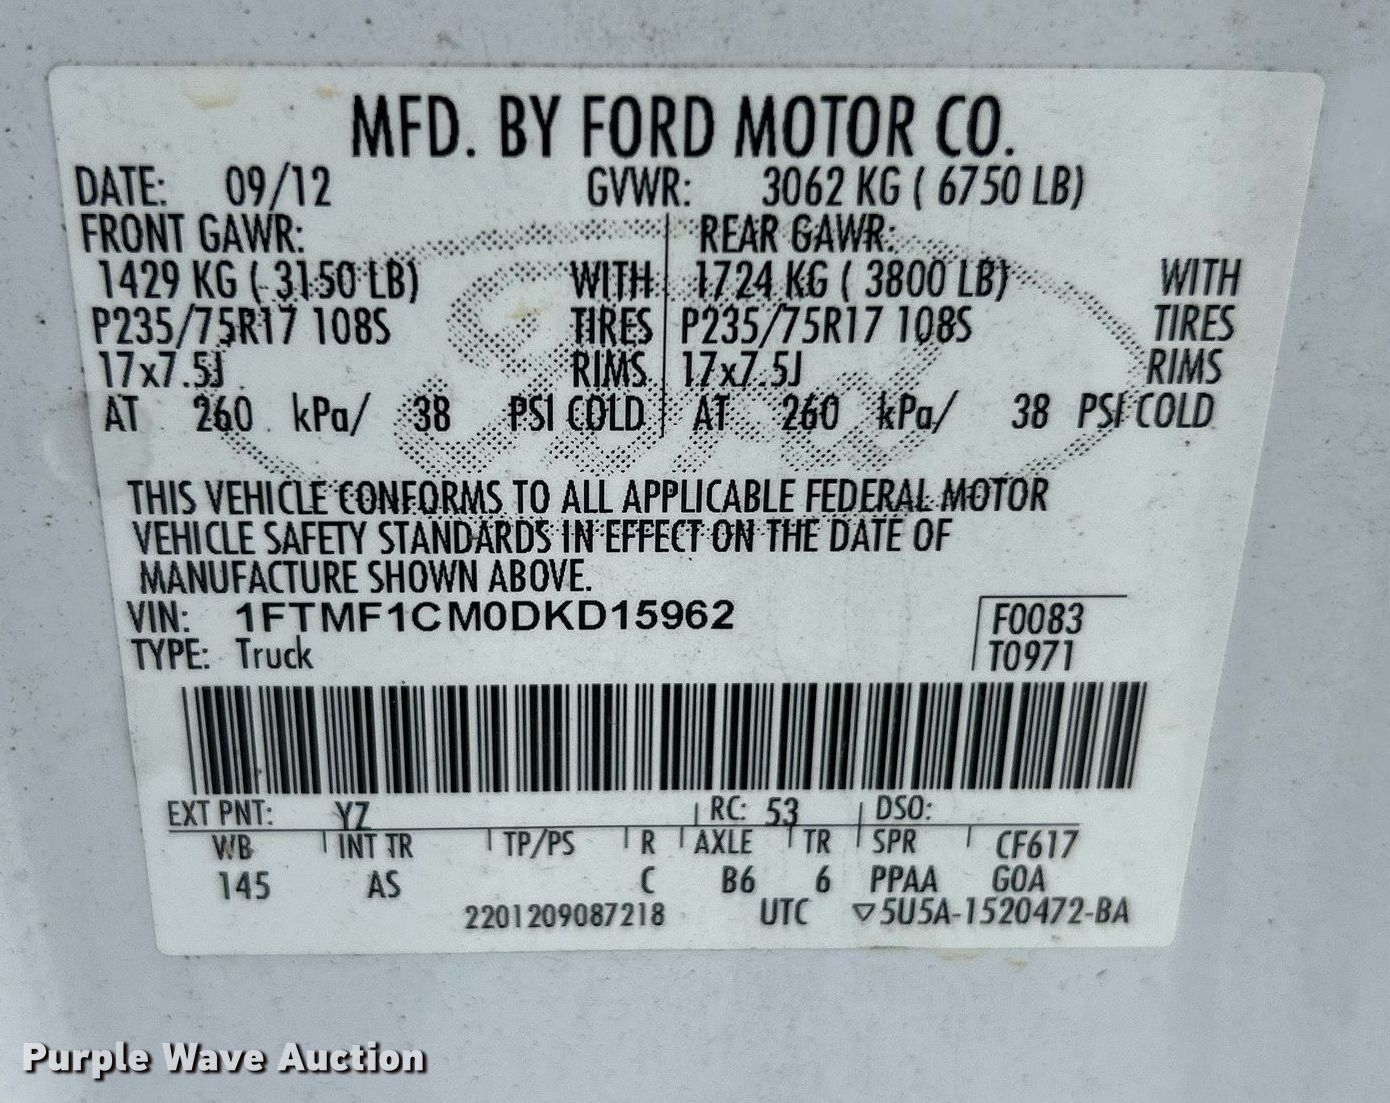 MFD. BY FORD MOTOR CO.
DATE: 09/12 GVWR: 3062 KG ( 6750 LB)
FRONT GAWR: REAR GAWR:
1429 KG ( 3150 LB) WITH 1724 KG ( 3800 LB) WITH
P235/75R17 108S TIRES P235/75R17 108S TIRES
17x7.5J RIMS 17x7.5J RIMS
AT 260 kPa/ 38 PSI COLD AT 260 kPa/ 38 PSI COLD
THIS VEHICLE CONFORMS TO ALL APPLICABLE FEDERAL MOTOR
VEHICLE SAFETY STANDARDS IN EFFECT ON THE DATE OF
MANUFACTURE SHOWN ABOVE.
VIN: 1FTMF1CM0DKD15962 F0083
TYPE: Truck T0971
EXT PNT: YZ RC: 53 DSO:
WB INT TR TP/PS R AXLE TR SPR CF617
145 AS C B6 6 PPAA GOA
2201209087218 UTC ▽5U5A-1520472-BA
Purple Wave Auction